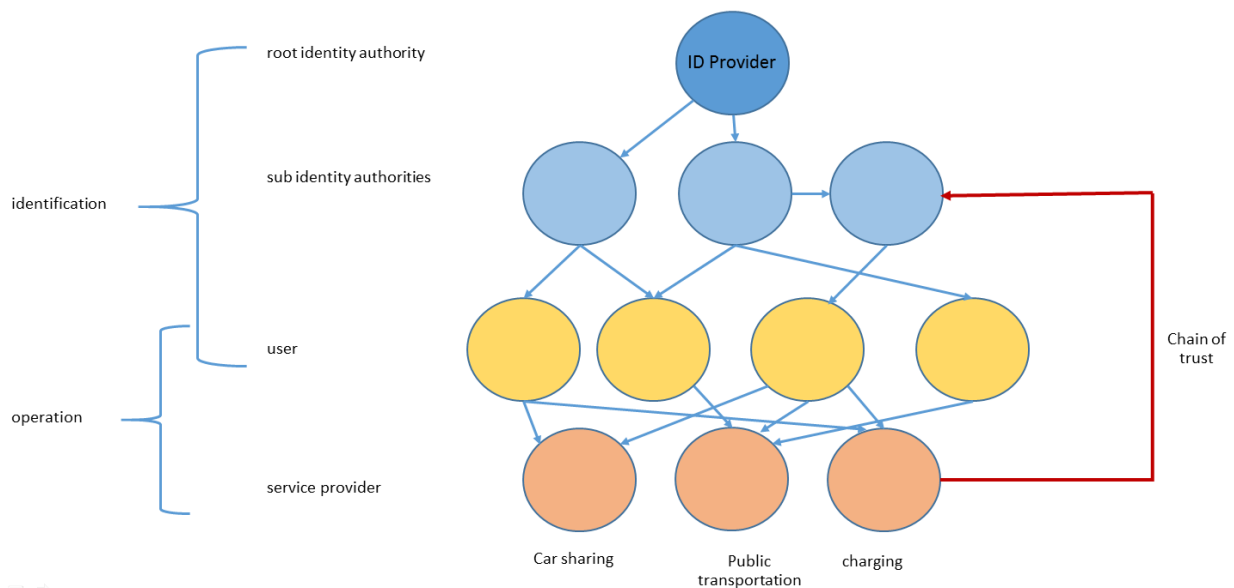 root identity authority
ID Provider
sub identity authorities
identification
user
Chain of
trust
operation
service provider
Car sharing
Public
transportation
charging